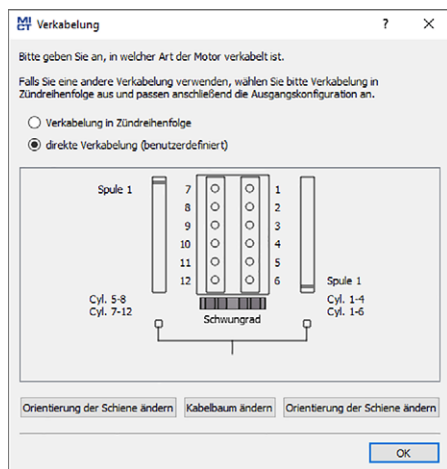 MICT Verkabelung
Bitte geben Sie an, in welcher Art der Motor verkabelt ist.
Falls Sie eine andere Verkabelung verwenden, wählen Sie bitte Verkabelung in
Zündreihenfolge aus und passen anschließend die Ausgangskonfiguration an.
Verkabelung in Zündreihenfolge
direkte Verkabelung (benutzerdefiniert)
Spule 1
7 1
8 2
9 3
10 4
11 5
12 6
Spule 1
Cyl. 5-8
Cyl. 7-12
Cyl. 1-4
Cyl. 1-6
Schwungrad
Orientierung der Schiene ändern
Kabelbaum ändern
Orientierung der Schiene ändern
OK